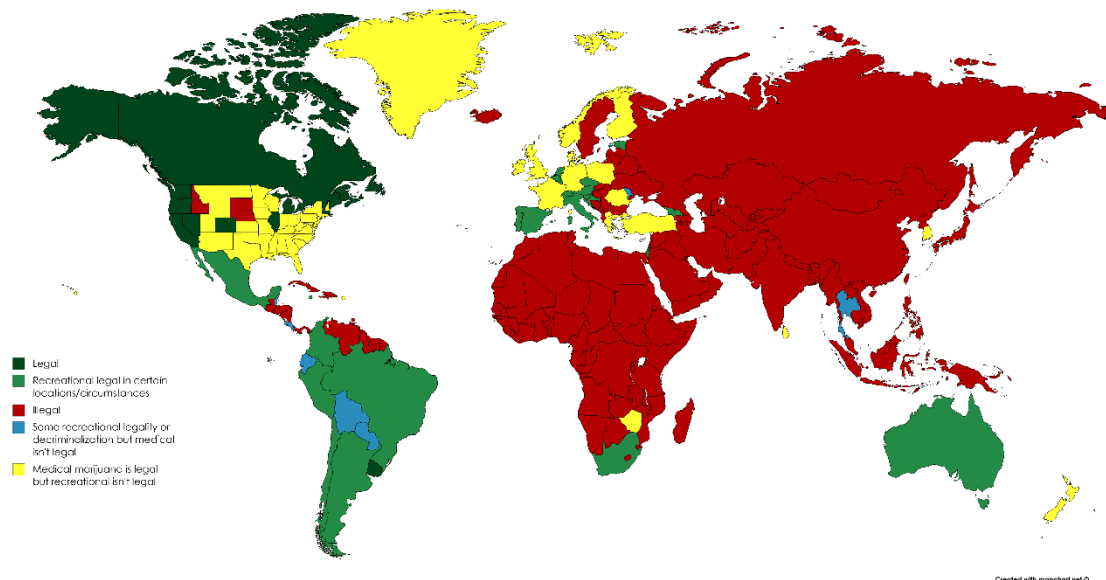 Legal
Recreational legal in certain
locations/circumstances
Illegal
Some recreational legality or
decriminalization but medical
isn't legal
Medical marijuana is legal
but recreational isn't legal
Created with mapchart.net ©